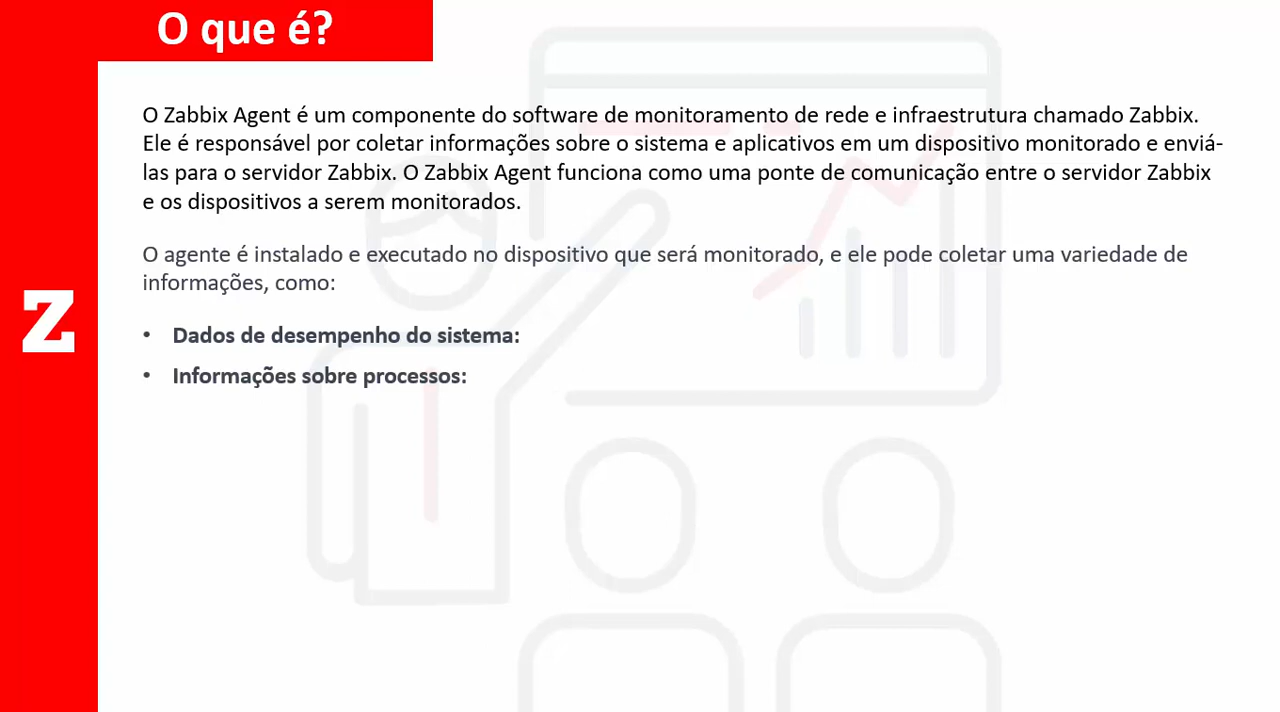 O que é?
O Zabbix Agent é um componente do software de monitoramento de rede e infraestrutura chamado Zabbix.
Ele é responsável por coletar informações sobre o sistema e aplicativos em um dispositivo monitorado e enviá-
las para o servidor Zabbix. O Zabbix Agent funciona como uma ponte de comunicação entre o servidor Zabbix
e os dispositivos a serem monitorados.
O agente é instalado e executado no dispositivo que será monitorado, e ele pode coletar uma variedade de
informações, como:
• Dados de desempenho do sistema:
• Informações sobre processos:
Z